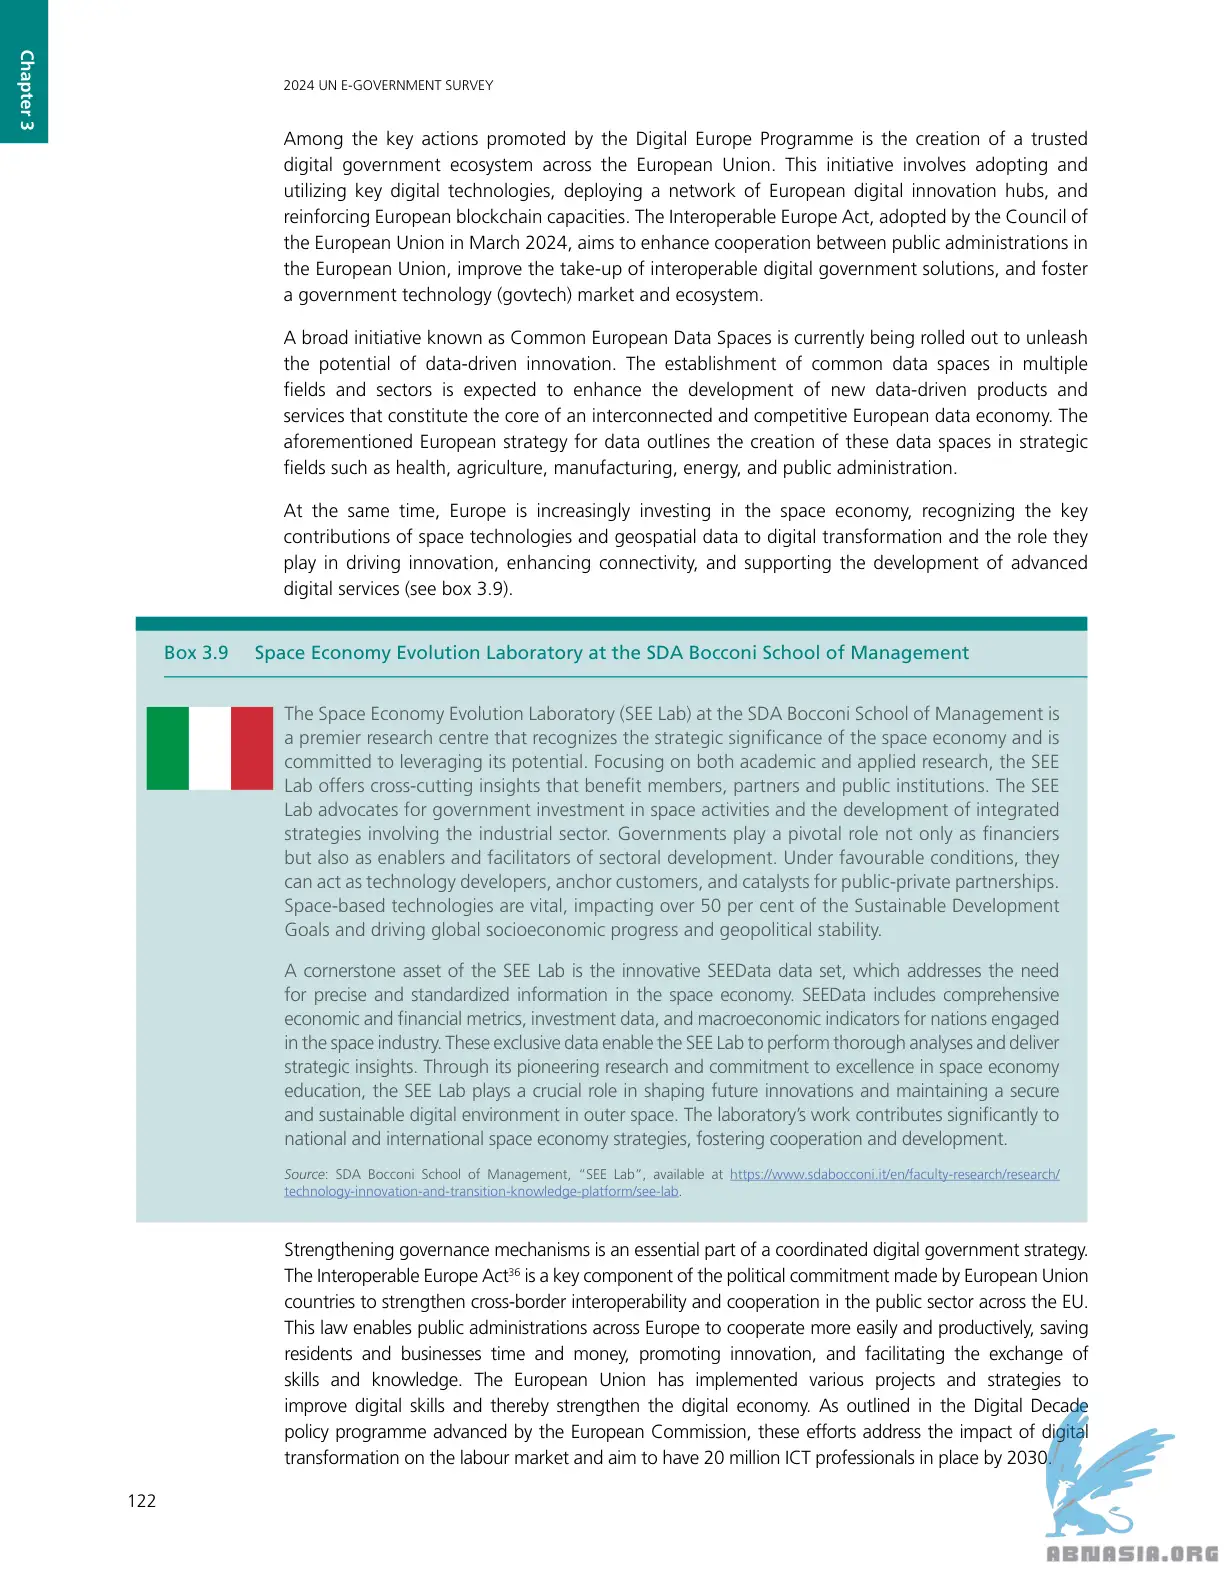 Chapter 3
2024 UN E-GOVERNMENT SURVEY
Among the key actions promoted by the Digital Europe Programme is the creation of a trusted
digital government ecosystem across the European Union. This initiative involves adopting and
utilizing key digital technologies, deploying a network of European digital innovation hubs, and
reinforcing European blockchain capacities. The Interoperable Europe Act, adopted by the Council of
the European Union in March 2024, aims to enhance cooperation between public administrations in
the European Union, improve the take-up of interoperable digital government solutions, and foster
a government technology (govtech) market and ecosystem.
A broad initiative known as Common European Data Spaces is currently being rolled out to unleash
the potential of data-driven innovation. The establishment of common data spaces in multiple
fields and sectors is expected to enhance the development of new data-driven products and
services that constitute the core of an interconnected and competitive European data economy. The
aforementioned European strategy for data outlines the creation of these data spaces in strategic
fields such as health, agriculture, manufacturing, energy, and public administration.
At the same time, Europe is increasingly investing in the space economy, recognizing the key
contributions of space technologies and geospatial data to digital transformation and the role they
play in driving innovation, enhancing connectivity, and supporting the development of advanced
digital services (see box 3.9).
Box 3.9 Space Economy Evolution Laboratory at the SDA Bocconi School of Management
The Space Economy Evolution Laboratory (SEE Lab) at the SDA Bocconi School of Management is
a premier research centre that recognizes the strategic significance of the space economy and is
committed to leveraging its potential. Focusing on both academic and applied research, the SEE
Lab offers cross-cutting insights that benefit members, partners and public institutions. The SEE
Lab advocates for government investment in space activities and the development of integrated
strategies involving the industrial sector. Governments play a pivotal role not only as financiers
but also as enablers and facilitators of sectoral development. Under favourable conditions, they
can act as technology developers, anchor customers, and catalysts for public-private partnerships.
Space-based technologies are vital, impacting over 50 per cent of the Sustainable Development
Goals and driving global socioeconomic progress and geopolitical stability.
A cornerstone asset of the SEE Lab is the innovative SEEData data set, which addresses the need
for precise and standardized information in the space economy. SEEData includes comprehensive
economic and financial metrics, investment data, and macroeconomic indicators for nations engaged
in the space industry. These exclusive data enable the SEE Lab to perform thorough analyses and deliver
strategic insights. Through its pioneering research and commitment to excellence in space economy
education, the SEE Lab plays a crucial role in shaping future innovations and maintaining a secure
and sustainable digital environment in outer space. The laboratory's work contributes significantly to
national and international space economy strategies, fostering cooperation and development.
Source: SDA Bocconi School of Management, "SEE Lab", available at https://www.sdabocconi.it/en/faculty-research/research/
technology-innovation-and-transition-knowledge-platform/see-lab.
Strengthening governance mechanisms is an essential part of a coordinated digital government strategy.
The Interoperable Europe Act36 is a key component of the political commitment made by European Union
countries to strengthen cross-border interoperability and cooperation in the public sector across the EU.
This law enables public administrations across Europe to cooperate more easily and productively, saving
residents and businesses time and money, promoting innovation, and facilitating the exchange of
skills and knowledge. The European Union has implemented various projects and strategies to
improve digital skills and thereby strengthen the digital economy. As outlined in the Digital Decade
policy programme advanced by the European Commission, these efforts address the impact of digital
transformation on the labour market and aim to have 20 million ICT professionals in place by 2030.
122
ABNASIA.ORG